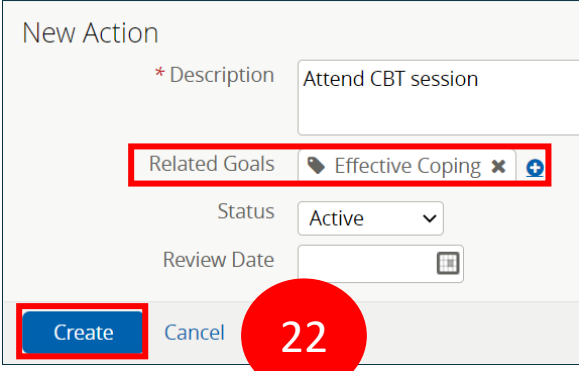 New Action
* Description Attend CBT session
Related Goals Effective Coping
Status Active
Review Date
Create Cancel 22